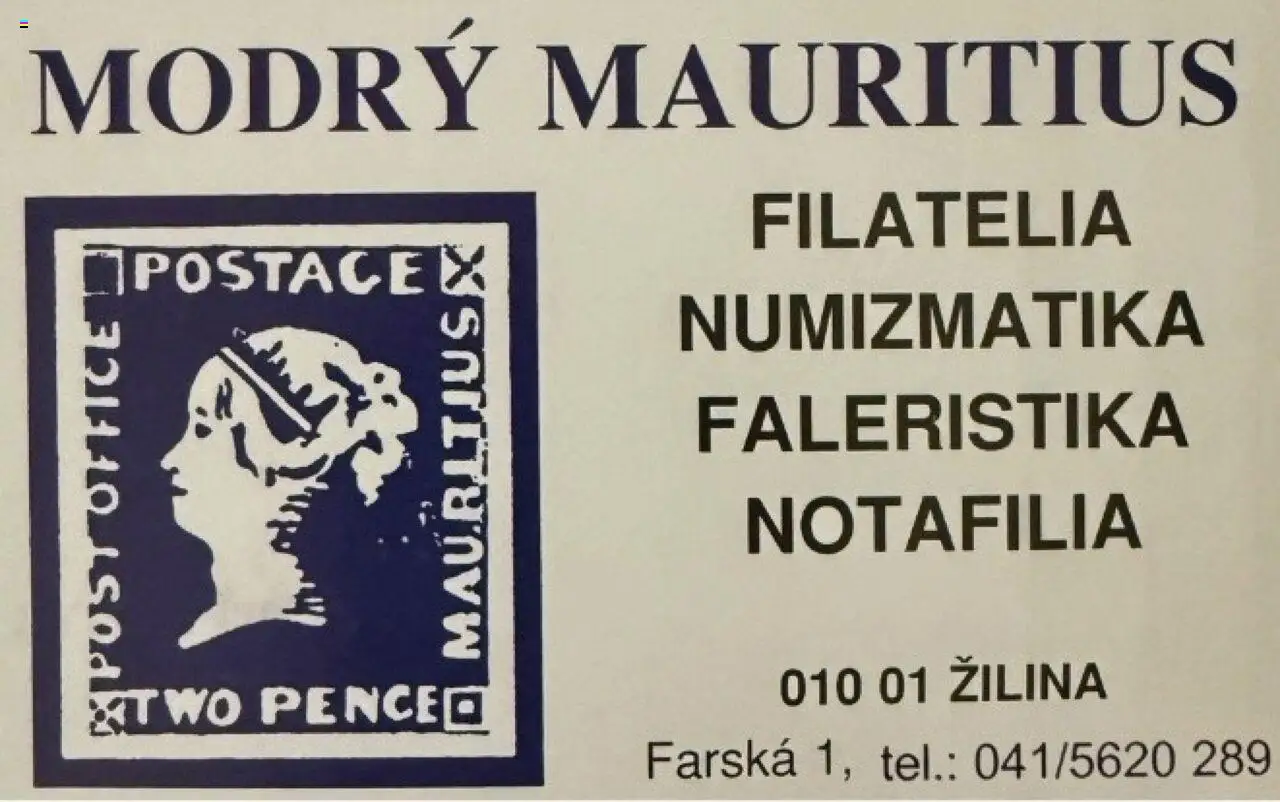 MODRÝ MAURITIUS
POSTAGE
POST OFFICE
MAURITIUS
TWO PENCE
FILATELIA
NUMIZMATIKA
FALERISTIKA
NOTAFILIA
010 01 ŽILINA
Farská 1, tel.: 041/5620 289